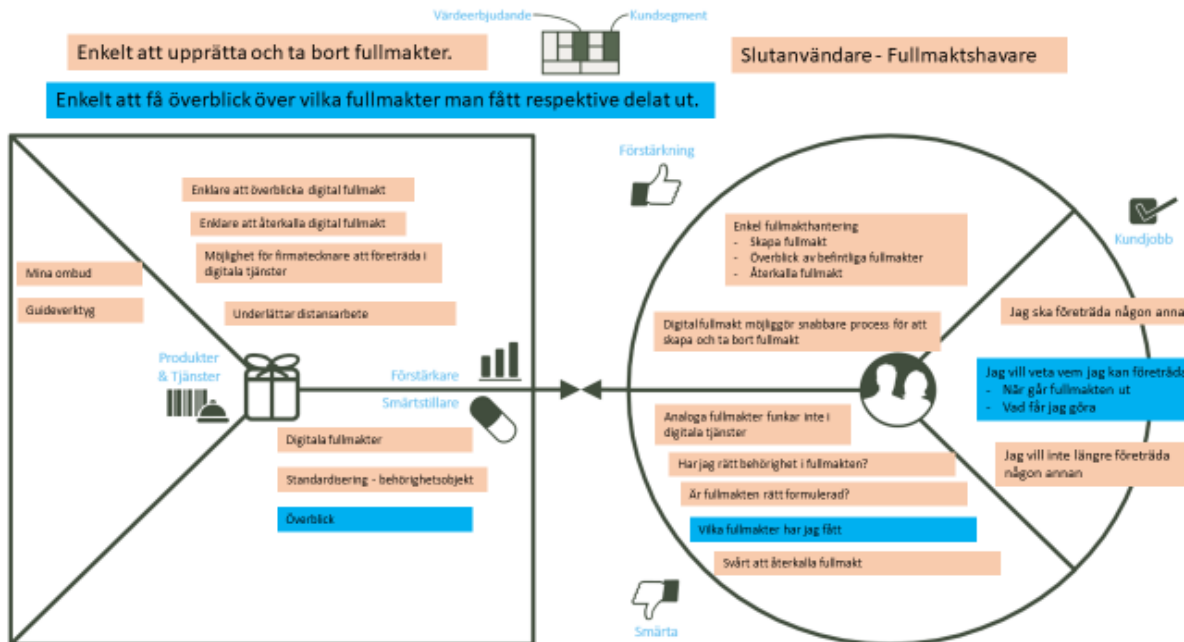 Värdeerbjudande
Kundsegment
Enkelt att upprätta och ta bort fullmakter.
Slutanvändare - Fullmaktshavare
Enkelt att få överblick över vilka fullmakter man fått respektive delat ut.
Enklare att överblicka digital fullmakt
Enklare att återkalla digital fullmakt
Möjlighet för firmatecknare att företräda i
digitala tjänster
Underlättar distansarbete
Mina ombud
Guideverktyg
Produkter
& Tjänster
Förstärkare
Smärtstillare
Digitala fullmakter
Standardisering - behörighetsobjekt
Överblick
Förstärkning
Enkel fullmakthantering
- Skapa fullmakt
- Överblick av befintliga fullmakter
- Återkalla fullmakt
Digital fullmakt möjliggör snabbare process för att
skapa och ta bort fullmakt
Analoga fullmakter funkar inte i
digitala tjänster
Har jag rätt behörighet i fullmakten?
Är fullmakten rätt formulerad?
Vilka fullmakter har jag fått
Svårt att återkalla fullmakt
Smärta
Kundjobb
Jag ska företräda någon anna
Jag vill veta vem jag kan företräda
- När går fullmakten ut
- Vad får jag göra
Jag vill inte längre företräda
någon annan